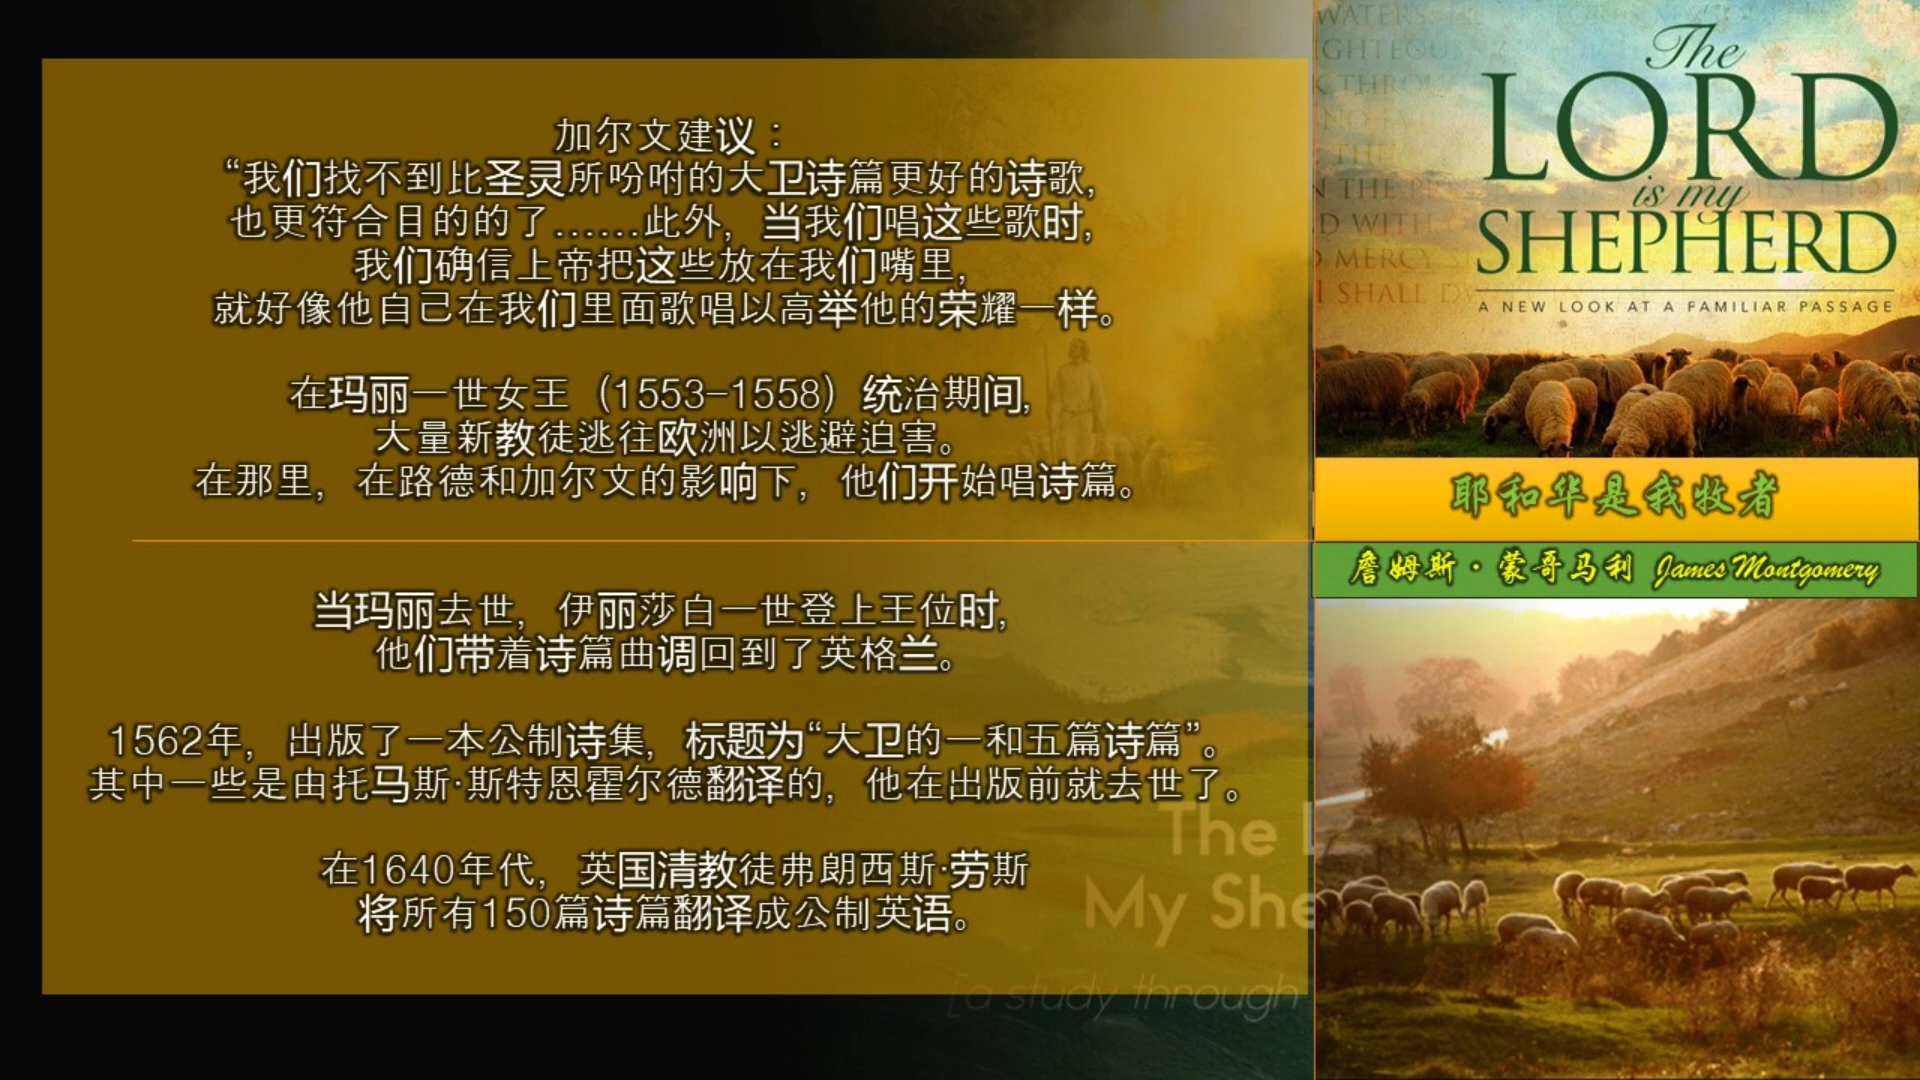 加尔文建议：
“我们找不到比圣灵所吩咐的大卫诗篇更好的诗歌,
也更符合目的的了……此外，当我们唱这些歌时,
我们确信上帝把这些放在我们嘴里,
就好像他自己在我们里面歌唱以高举他的荣耀一样。
在玛丽一世女王（1553-1558）统治期间,
大量新教徒逃往欧洲以逃避迫害。
在那里，在路德和加尔文的影响下，他们开始唱诗篇。
当玛丽去世，伊丽莎白一世登上王位时,
他们带着诗篇曲调回到了英格兰。
1562年，出版了一本公制诗集，标题为“大卫的一和五篇诗篇”。
其中一些是由托马斯·斯特恩霍尔德翻译的，他在出版前就去世了。
在1640年代，英国清教徒弗朗西斯·劳斯
将所有150篇诗篇翻译成公制英语。
The L
My She
[a study through
WATERS
GHTEOU
THRO
THE
N THE PR
D WITH
MERCY
I SHALL D
The
LORD
is my
SHEPHERD
A NEW LOOK AT A FAMILIAR PASSAGE
耶和华是我牧者
詹姆斯·蒙哥马利 James Montgomery